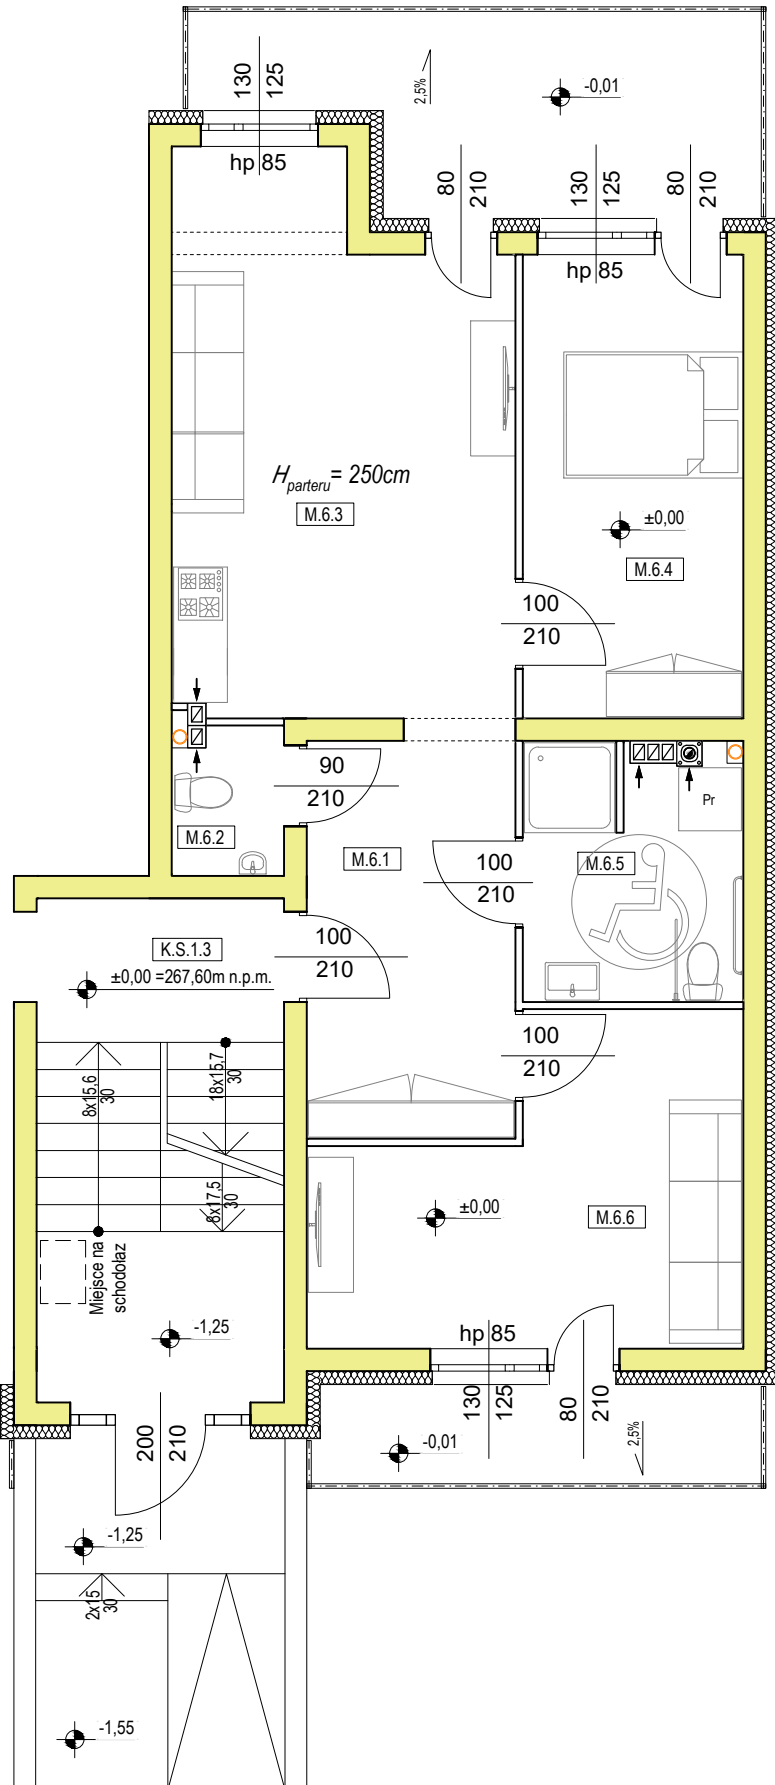 130
125
2,5%
-0,01
hp 85
80
210
130
125
80
210
hp 85
H parteru = 250cm
M.6.3
±0,00
M.6.4
100
210
90
210
M.6.2
M.6.1
100
210
M.6.5
Pr
K.S.1.3
±0,00 =267,60m n.p.m.
100
210
100
210
8x15,6
30
18x15,7
30
8x17,5
30
±0,00
M.6.6
Miejsce na
schodołaz
-1,25
hp 85
130
125
80
210
200
210
-0,01
2,5%
-1,25
2x15
30
-1,55